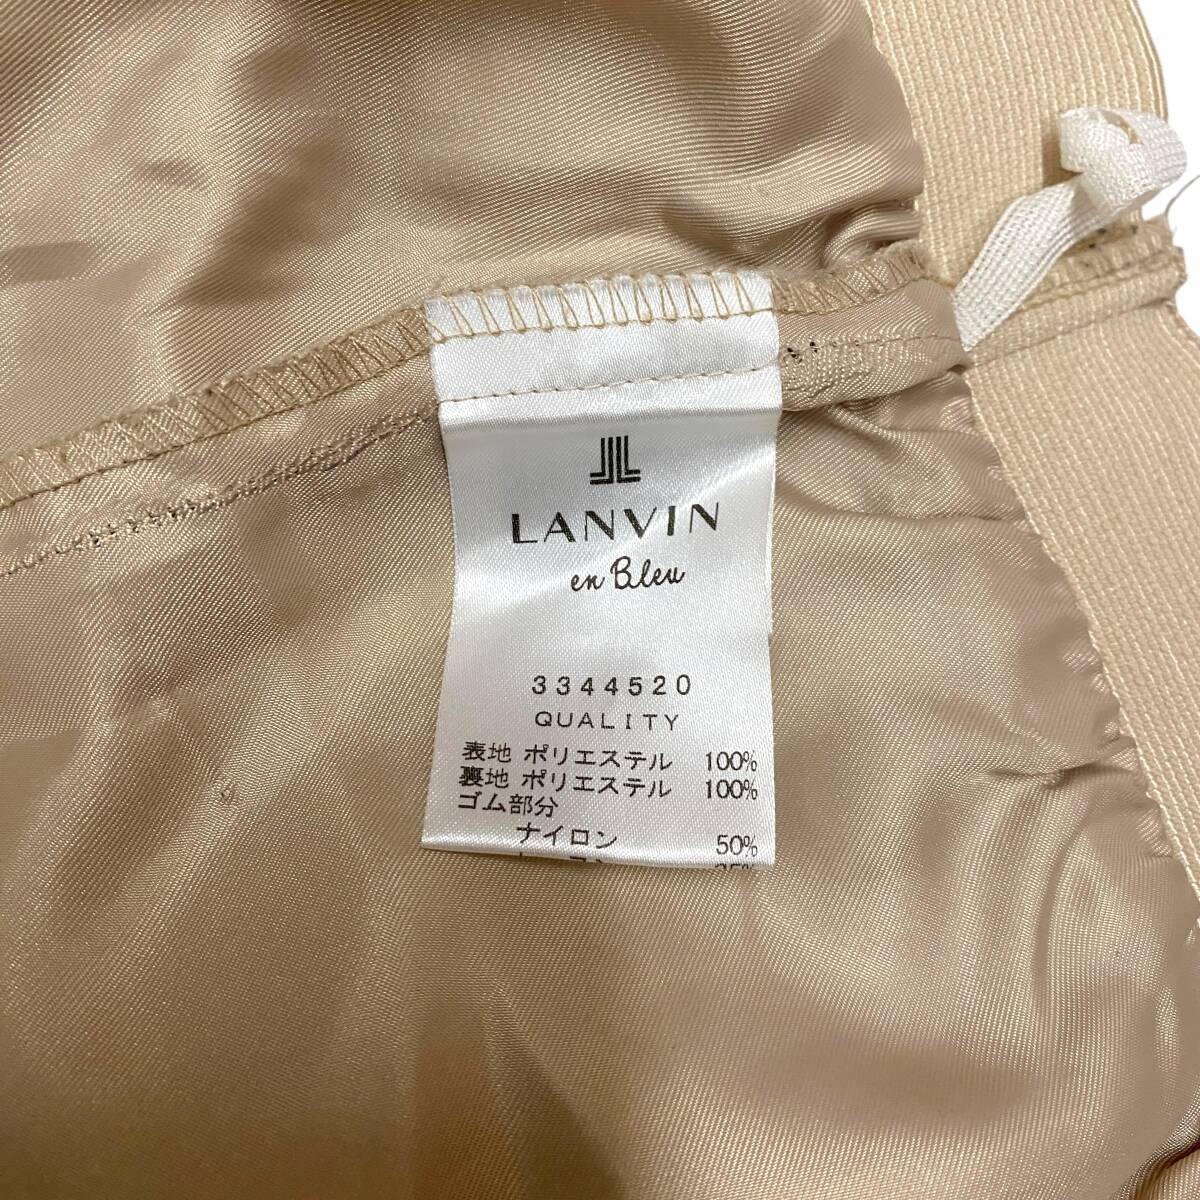 LANVIN
en Bleu
3344520
QUALITY
表地 ポリエステル 100%
裏地 ポリエステル 100%
ゴム部分
ナイロン 50%